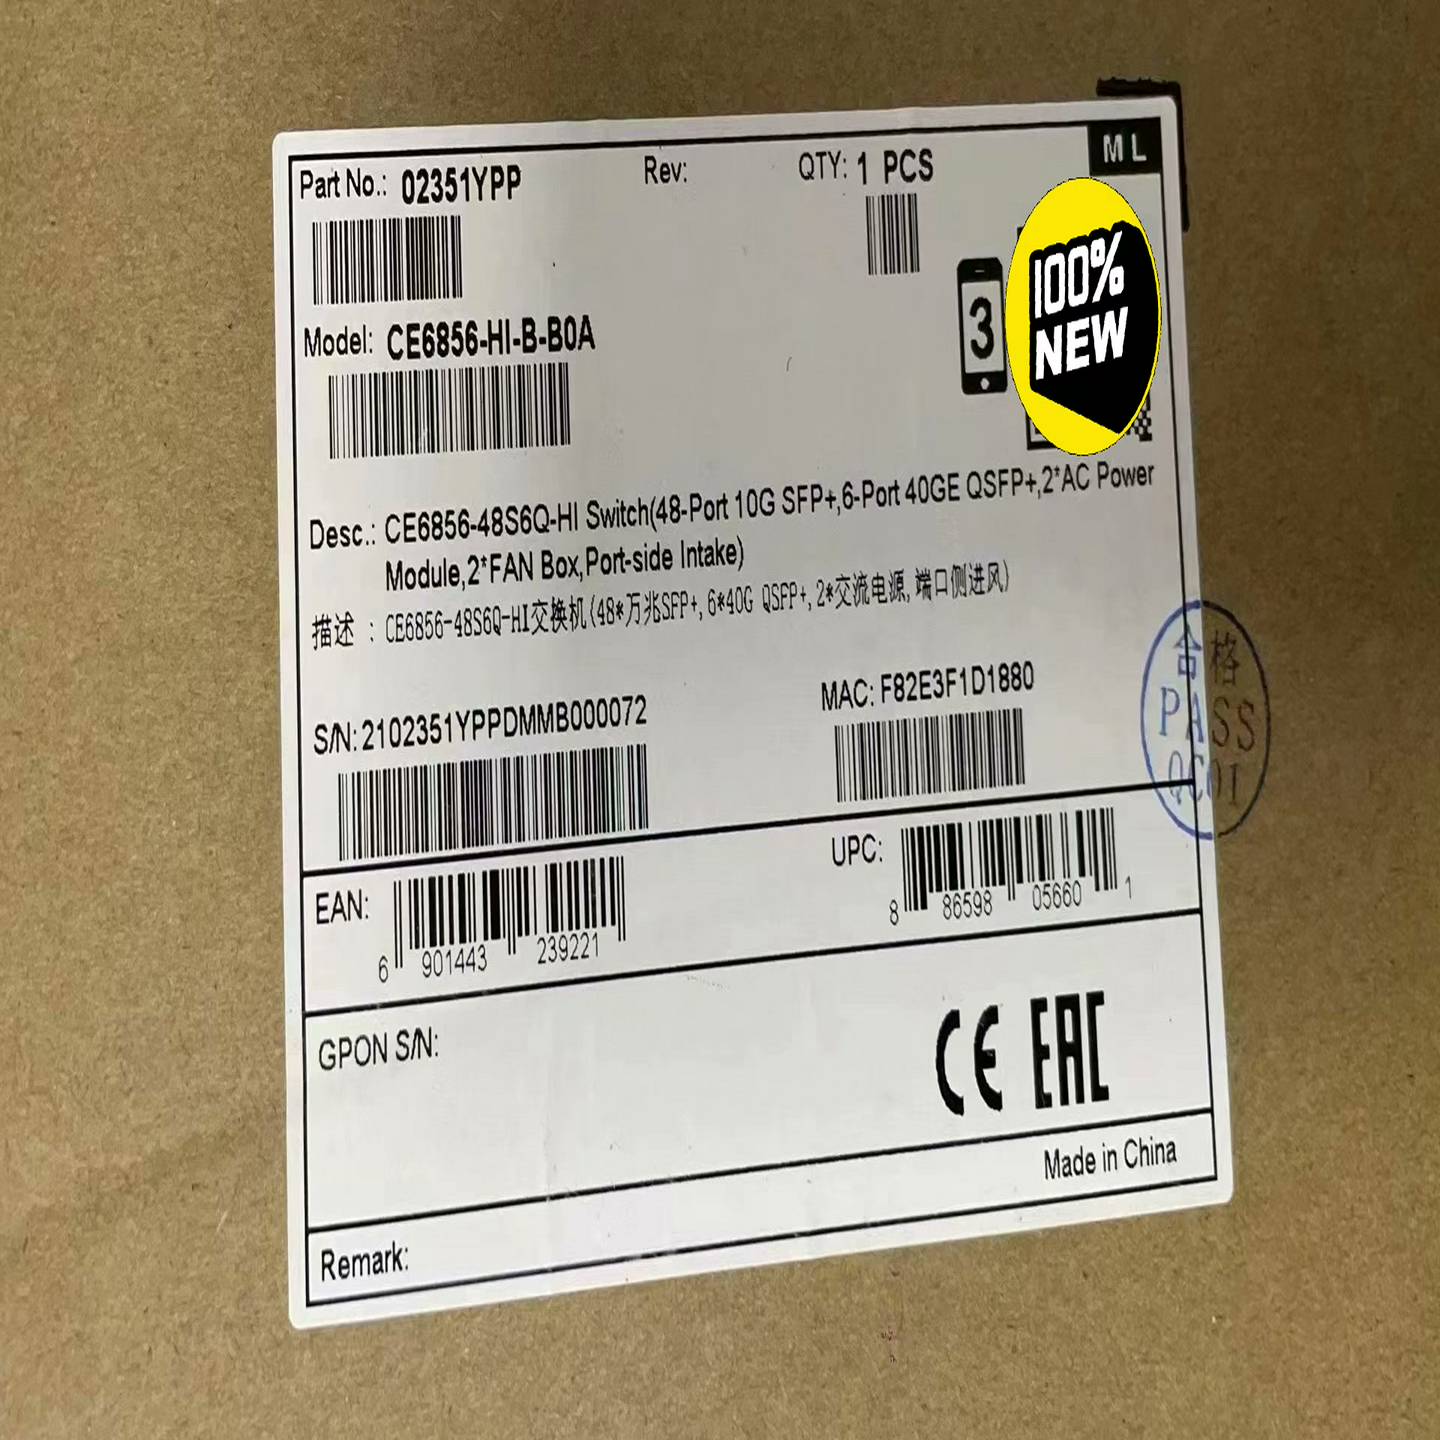 M L
Part No.: 02351YPP Rev: QTY: 1 PCS
3
100%
NEW
Model: CE6856-HI-B-B0A
Desc.: CE6856-48S6Q-HI Switch(48-Port 10G SFP+,6-Port 40GE QSFP+,2*AC Power
Module,2*FAN Box,Port-side Intake)
描述 : CE6856-48S6Q-HI交换机(48*万兆SFP+,6*40G QSFP+,2*交流电源,端口侧进风)
合格
PASS
QC01
S/N: 2102351YPPDMMB000072 MAC: F82E3F1D1880
EAN: 6 901443 239221
UPC: 8 86598 05660 1
GPON S/N:
CE EAC
Made in China
Remark: